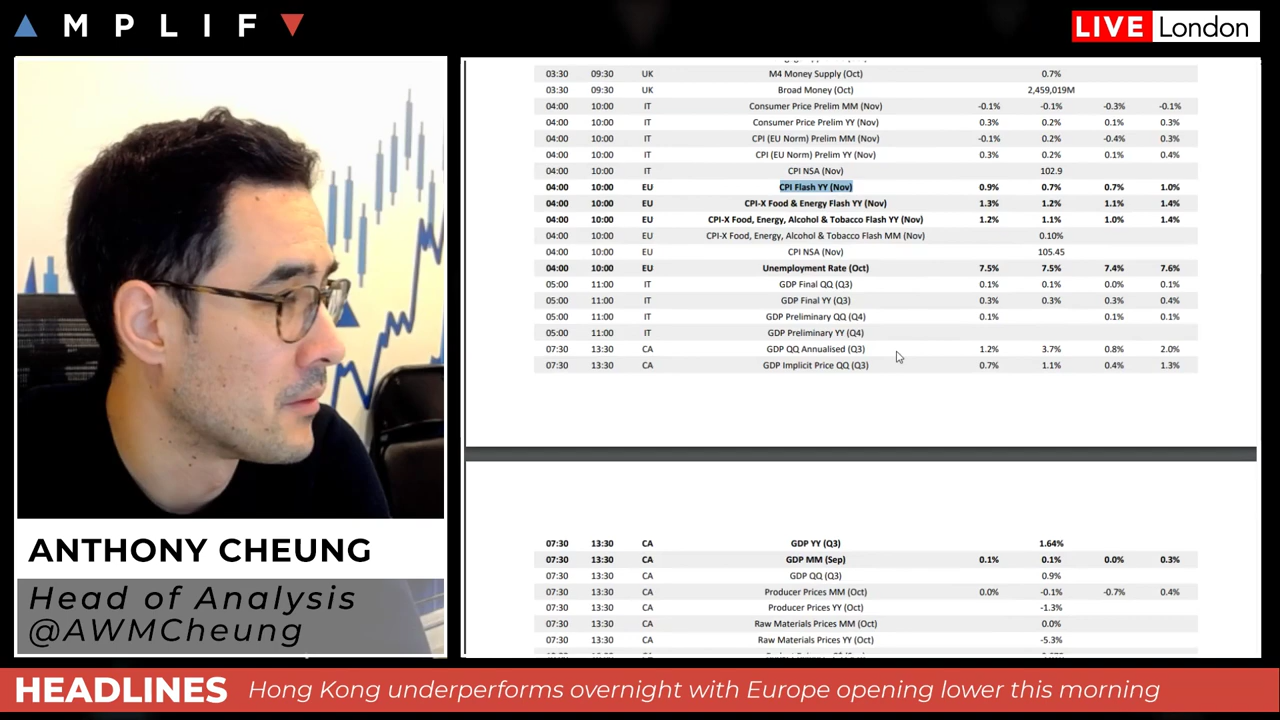 MPLIF
LIVE London
03:30 09:30 UK M4 Money Supply (Oct) 0.7%
03:30 09:30 UK Broad Money (Oct) 2,459,019M
04:00 10:00 IT Consumer Price Prelim MM (Nov) -0.1% -0.1% -0.3% -0.1%
04:00 10:00 IT Consumer Price Prelim YY (Nov) 0.3% 0.2% 0.1% 0.3%
04:00 10:00 IT CPI (EU Norm) Prelim MM (Nov) -0.1% 0.2% -0.4% 0.3%
04:00 10:00 IT CPI (EU Norm) Prelim YY (Nov) 0.3% 0.2% 0.1% 0.4%
04:00 10:00 IT CPI NSA (Nov) 102.9
04:00 10:00 EU CPI Flash YY (Nov) 0.9% 0.7% 0.7% 1.0%
04:00 10:00 EU CPI-X Food & Energy Flash YY (Nov) 1.3% 1.2% 1.1% 1.4%
04:00 10:00 EU CPI-X Food, Energy, Alcohol & Tobacco Flash YY (Nov) 1.2% 1.1% 1.0% 1.4%
04:00 10:00 EU CPI-X Food, Energy, Alcohol & Tobacco Flash MM (Nov) 0.10%
04:00 10:00 EU CPI NSA (Nov) 105.45
04:00 10:00 EU Unemployment Rate (Oct) 7.5% 7.5% 7.4% 7.6%
05:00 11:00 IT GDP Final QQ (Q3) 0.1% 0.1% 0.0% 0.1%
05:00 11:00 IT GDP Final YY (Q3) 0.3% 0.3% 0.3% 0.4%
05:00 11:00 IT GDP Preliminary QQ (Q4) 0.1% 0.1% 0.1%
05:00 11:00 IT GDP Preliminary YY (Q4)
07:30 13:30 CA GDP QQ Annualised (Q3) 1.2% 3.7% 0.8% 2.0%
07:30 13:30 CA GDP Implicit Price QQ (Q3) 0.7% 1.1% 0.4% 1.3%
07:30 13:30 CA GDP YY (Q3) 1.64%
07:30 13:30 CA GDP MM (Sep) 0.1% 0.1% 0.0% 0.3%
07:30 13:30 CA GDP QQ (Q3) 0.9%
07:30 13:30 CA Producer Prices MM (Oct) 0.0% -0.1% -0.7% 0.4%
07:30 13:30 CA Producer Prices YY (Oct) -1.3%
07:30 13:30 CA Raw Materials Prices MM (Oct) 0.0%
07:30 13:30 CA Raw Materials Prices YY (Oct) -5.3%
ANTHONY CHEUNG
Head of Analysis
@AWMCheung
HEADLINES Hong Kong underperforms overnight with Europe opening lower this morning